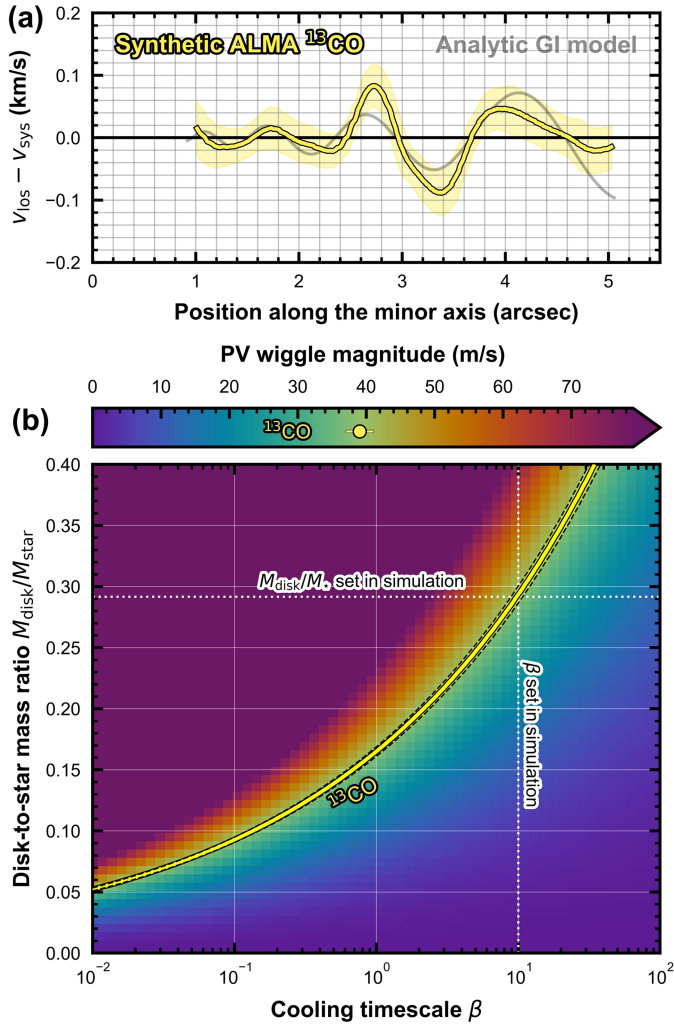 (a)
Synthetic ALMA ¹³CO
Analytic GI model
v_los − v_sys (km/s)
0.2
0.1
0.0
−0.1
−0.2
0 1 2 3 4 5
Position along the minor axis (arcsec)
PV wiggle magnitude (m/s)
0 10 20 30 40 50 60 70
(b)
¹³CO
Disk-to-star mass ratio M_disk/M_star
0.40
0.35
0.30
0.25
0.20
0.15
0.10
0.05
0.00
M_disk/M_* set in simulation
β set in simulation
¹³CO
10⁻² 10⁻¹ 10⁰ 10¹ 10²
Cooling timescale β